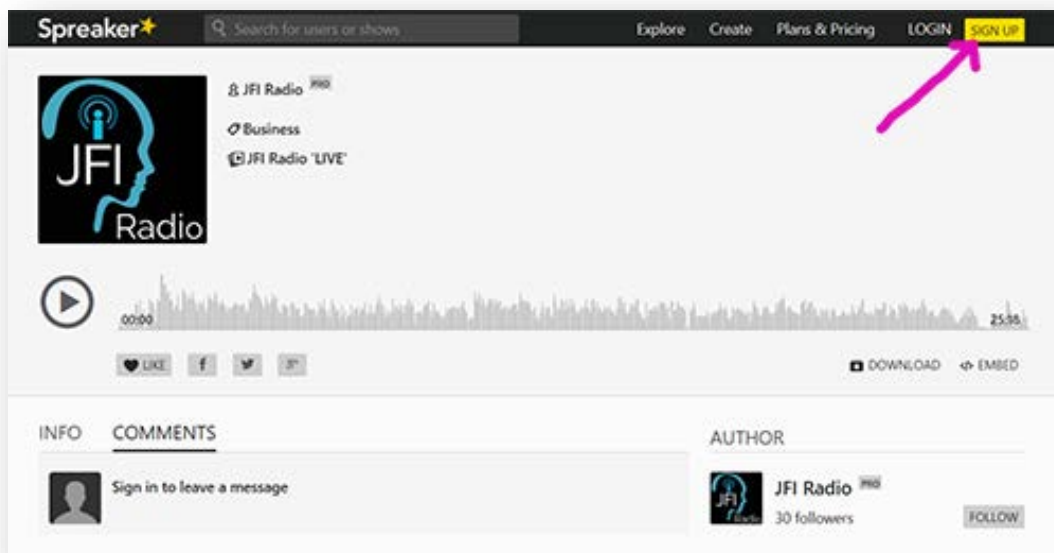 Spreaker
Search for users or shows
Explore Create Plans & Pricing LOGIN SIGN UP
JFI Radio PRO
Business
JFI Radio 'LIVE'
JFI
Radio
00:00
LIKE
DOWNLOAD EMBED
INFO COMMENTS
AUTHOR
Sign in to leave a message
JFI
Radio
JFI Radio PRO
30 followers
FOLLOW